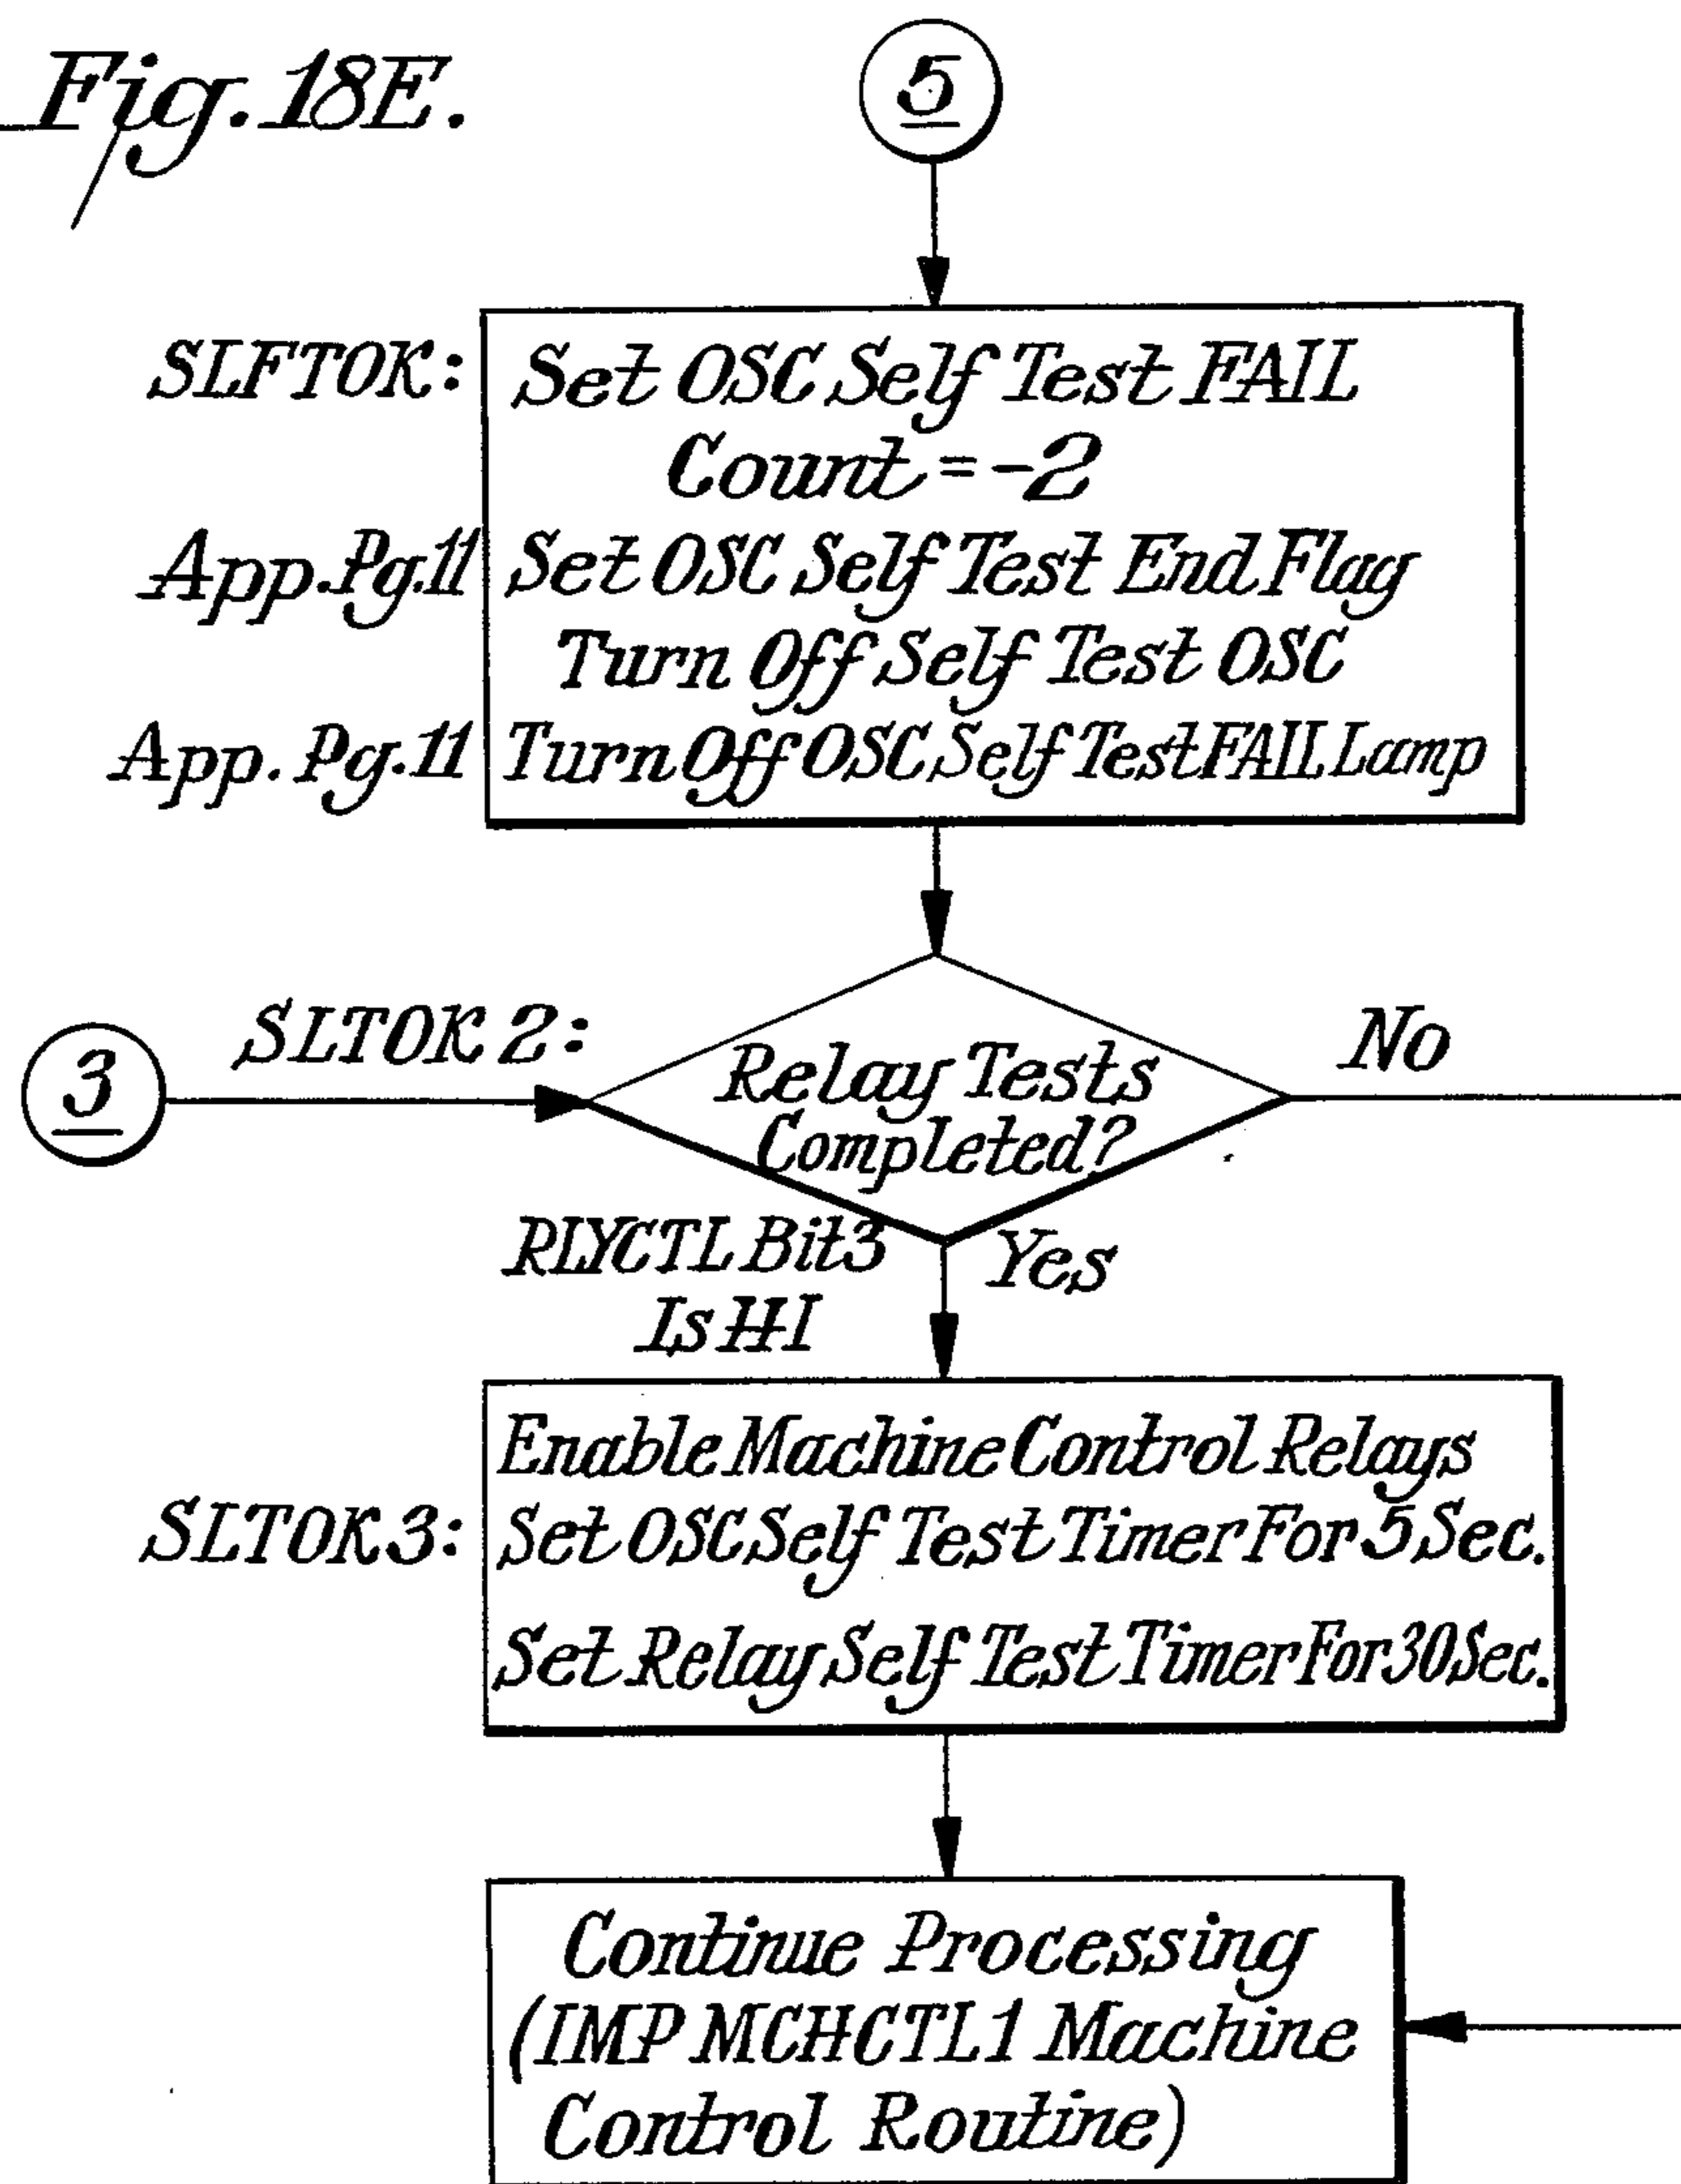 Fig. 18E.
5
SLFTOK:
Set OSC Self Test FAIL
Count = -2
App. Pg. 11
Set OSC Self Test End Flag
Turn Off Self Test OSC
App. Pg. 11
Turn Off OSC Self Test FAIL Lamp
3
SLTOK 2:
Relay Tests
Completed?
No
RLYCTL Bit 3
Is HI
Yes
Enable Machine Control Relays
SLTOK 3:
Set OSC Self Test Timer For 5 Sec.
Set Relay Self Test Timer For 30 Sec.
Continue Processing
(IMP MCHCTL1 Machine
Control Routine)